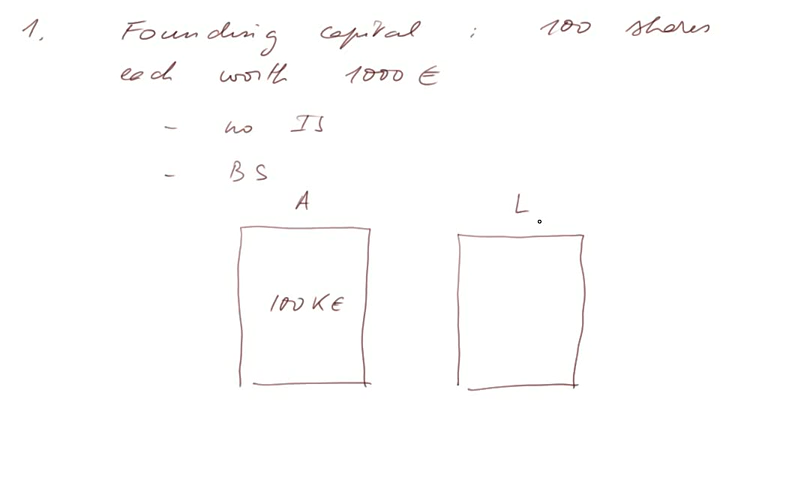 1. Founding capital : 100 shares
each worth 1000 €
- no IS
- BS
A L
100 K €